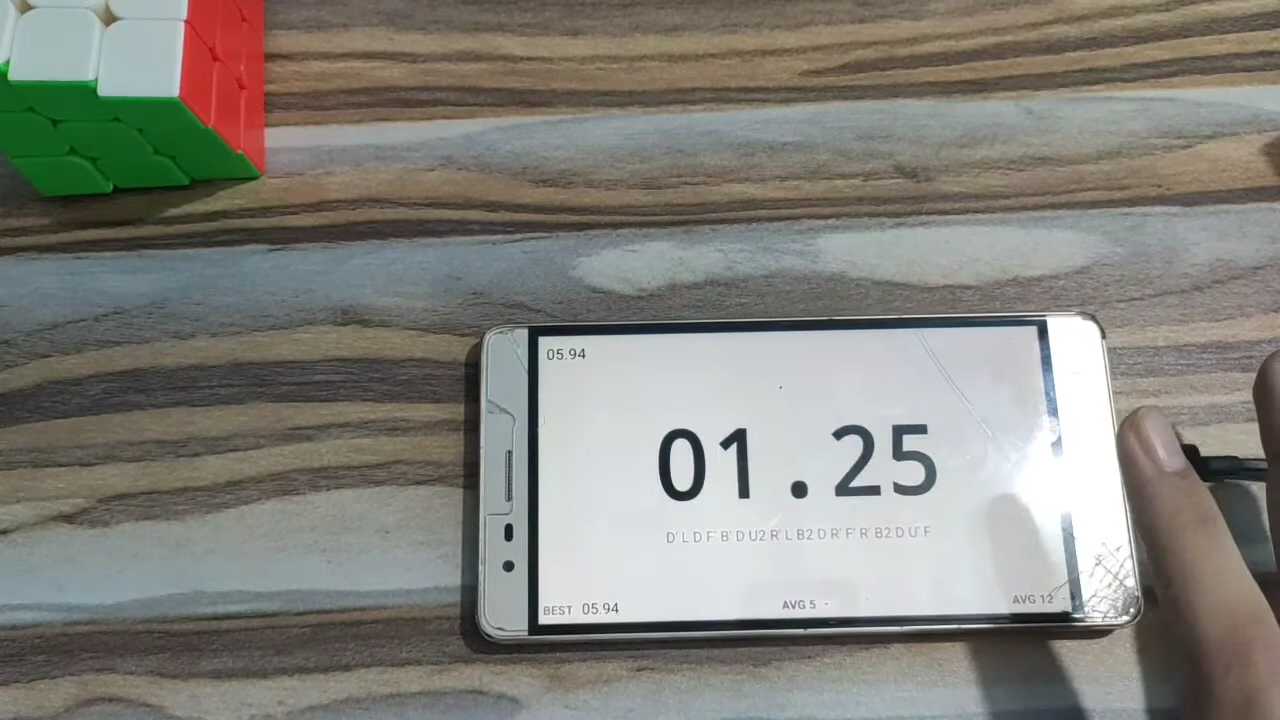 05.94
01.25
D' L D F' B' D U2 R' L B2 D R' F' R' B2 D U' F
BEST 05.94 AVG 5 - AVG 12 -